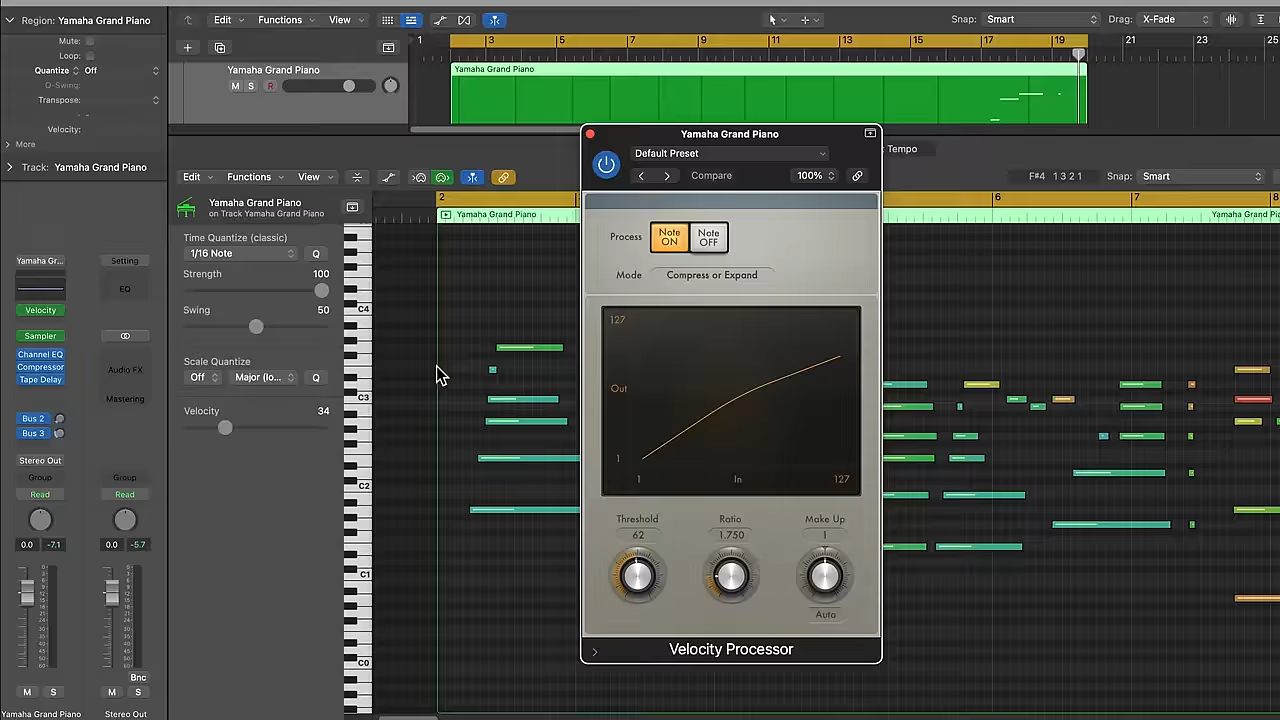 Region: Yamaha Grand Piano
Mute:
Loop:
Quantize Off
Q-Swing:
Transpose:
Velocity:
More
Track: Yamaha Grand Piano
Edit Functions View
Snap: Smart
Drag: X-Fade
1 3 5 7 9 11 13 15 17 19 21 23 25
Yamaha Grand Piano
M S R
Yamaha Grand Piano
Tempo
Edit Functions View
F#4 1 3 2 1
Snap: Smart
2 6 7 8
Yamaha Grand Piano
on Track Yamaha Grand Piano
Yamaha Grand Piano
Yamaha Grand Pia
Time Quantize (classic)
1/16 Note Q
Strength 100
Swing 50
Scale Quantize
Off Major (lo... Q
Velocity 34
C4
C3
C2
C1
C0
Yamaha Gr... Setting
EQ
Velocity
Sampler
Channel EQ
Compressor
Tape Delay
Audio FX
Mastering
Bus 2
Bus 3
Stereo Out
Group Group
Read Read
0.0 -7.1 0.0 -5.7
Bnc
M S M S
Yamaha Grand Piano Stereo Out
Yamaha Grand Piano
Default Preset
Compare 100%
Process Note ON Note OFF
Mode Compress or Expand
127
Out
1
1 In 127
Threshold Ratio Make Up
62 1.750 1
Auto
Velocity Processor